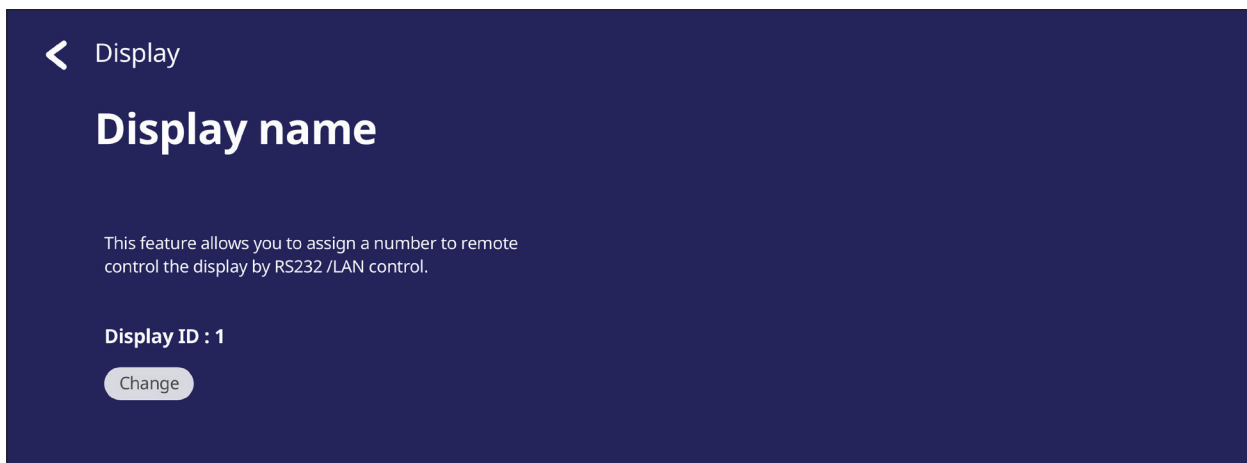 Display
Display name
This feature allows you to assign a number to remote
control the display by RS232 /LAN control.
Display ID : 1
Change